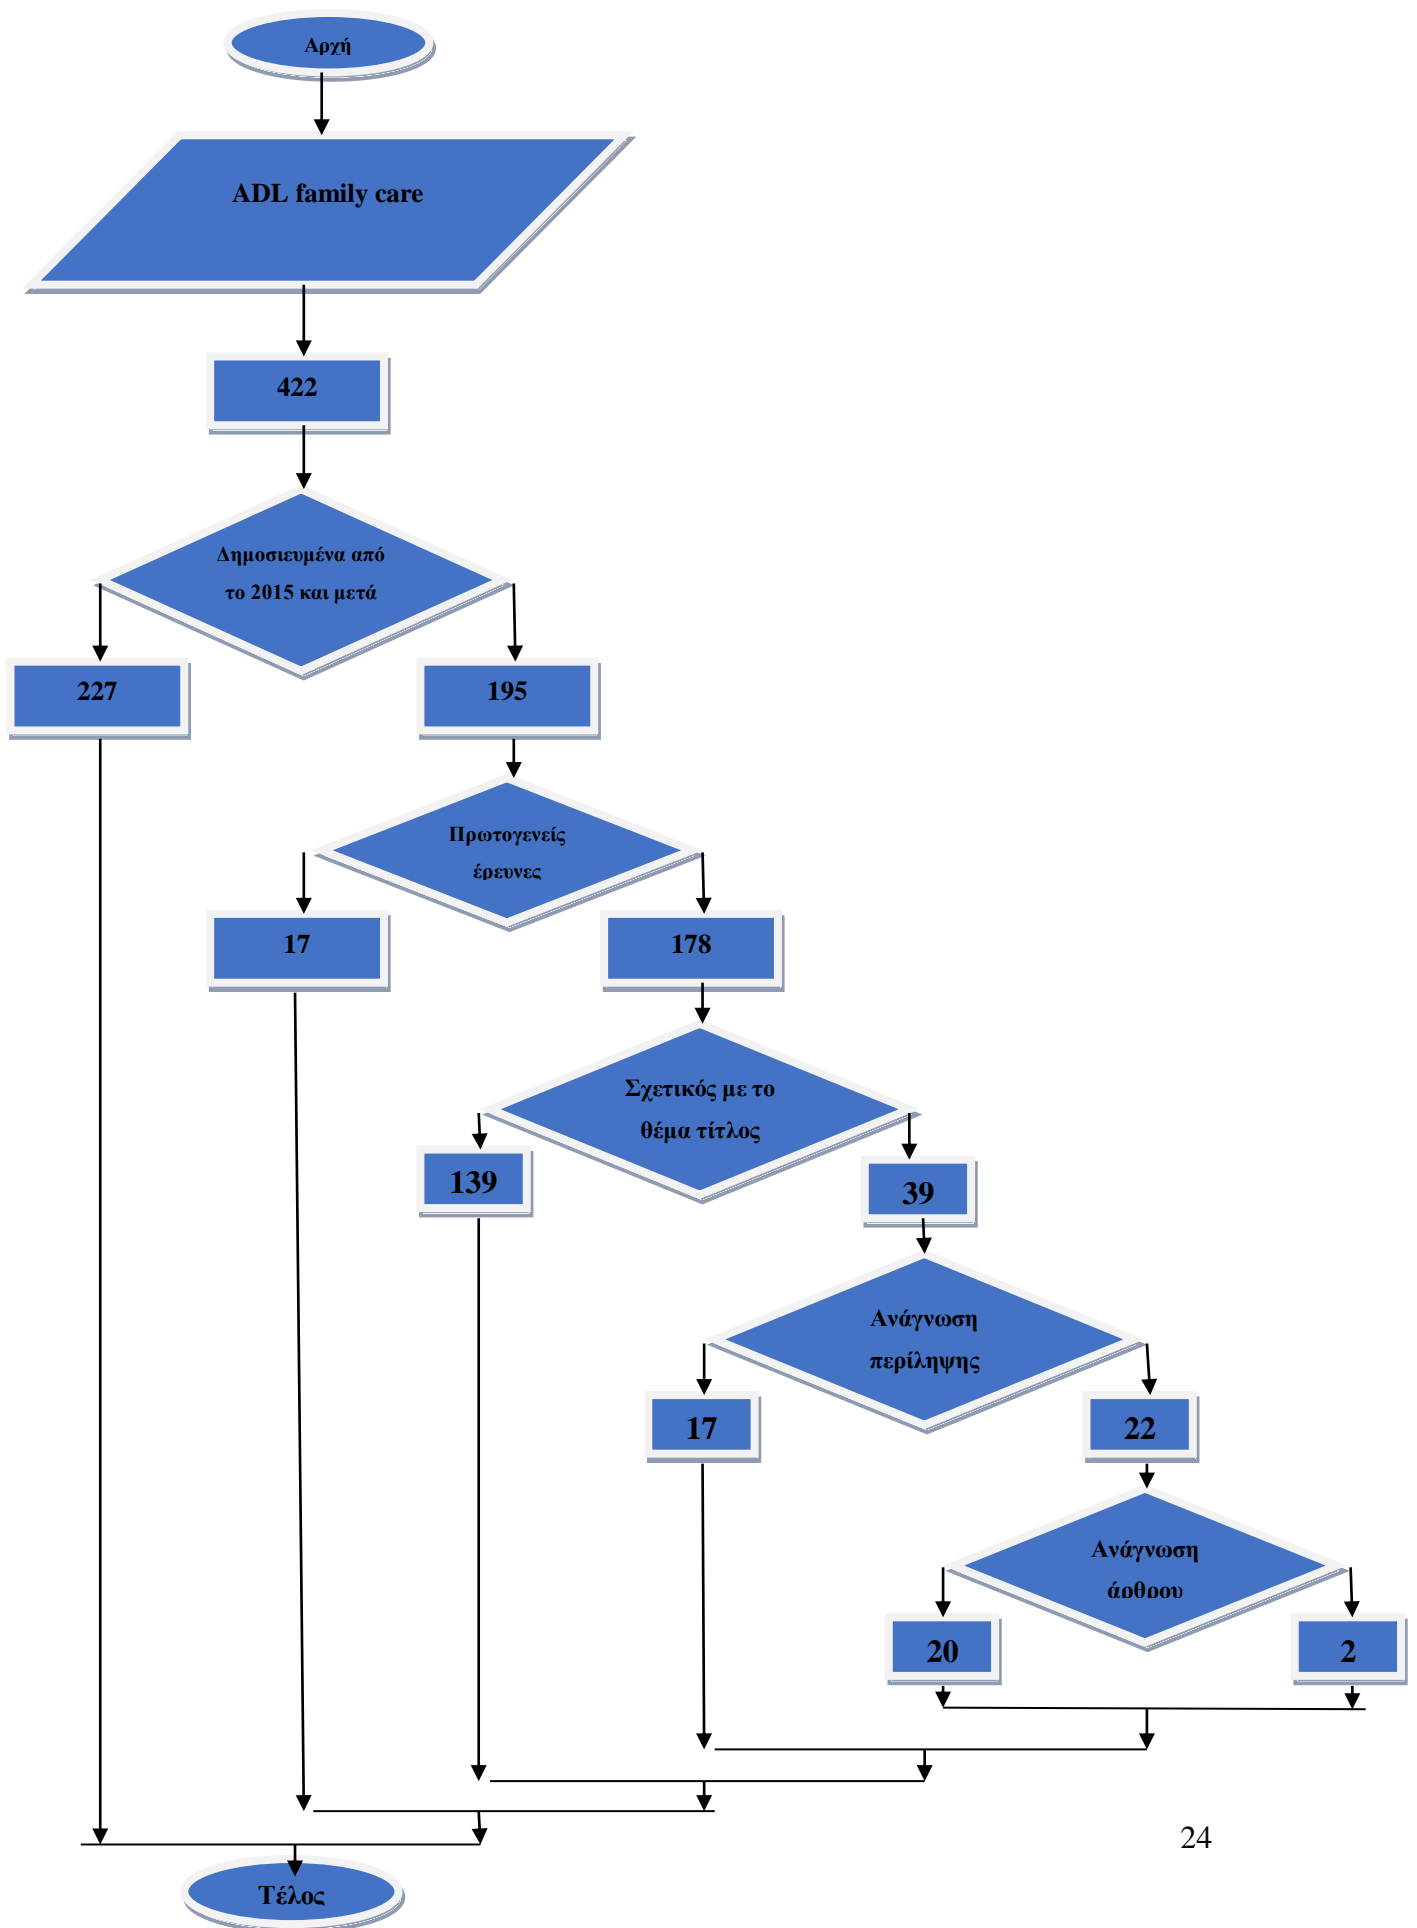 Αρχή
ADL family care
422
Δημοσιευμένα από
το 2015 και μετά
227
195
Πρωτογενείς
έρευνες
17
178
Σχετικός με το
θέμα τίτλος
139
39
Ανάγνωση
περίληψης
17
22
Ανάγνωση
άρθρου
20
2
24
Τέλος